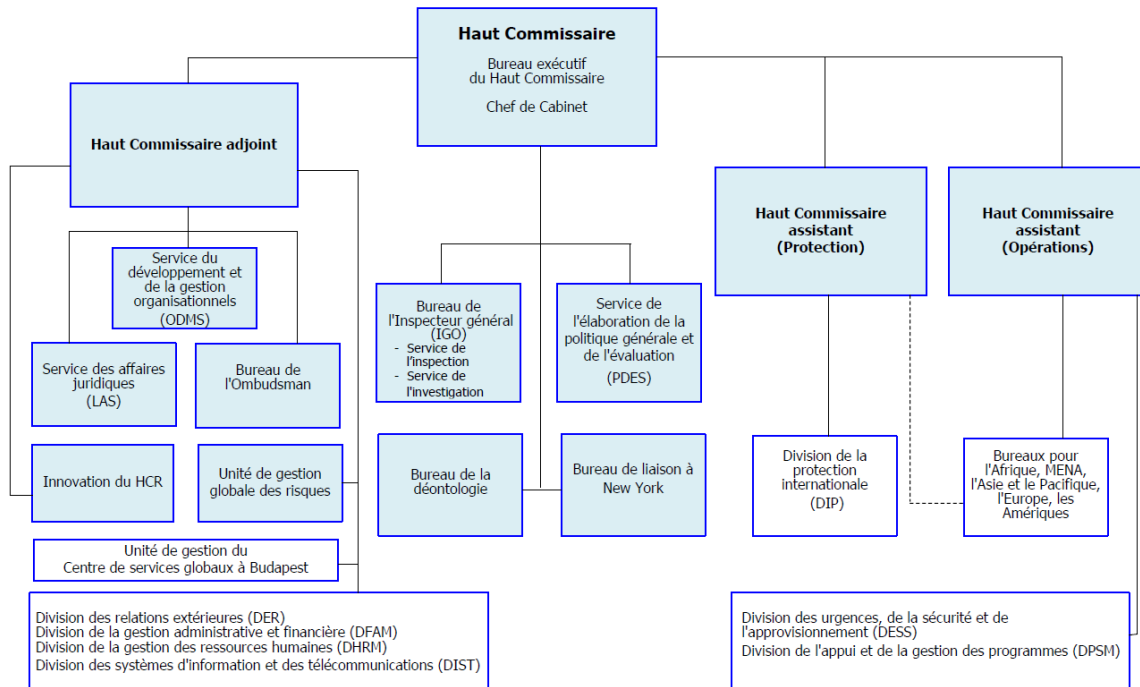 Haut Commissaire
Bureau exécutif
du Haut Commissaire
Chef de Cabinet
Haut Commissaire adjoint
Haut Commissaire
assistant
(Protection)
Haut Commissaire
assistant
(Opérations)
Service du
développement et
de la gestion
organisationnels
(ODMS)
Service des affaires
juridiques
(LAS)
Bureau de
l'Ombudsman
Bureau de
l'Inspecteur général
(IGO)
- Service de
l'inspection
- Service de
l'investigation
Service de
l'élaboration de la
politique générale et
de l'évaluation
(PDES)
Innovation du HCR
Unité de gestion
globale des risques
Bureau de la
déontologie
Bureau de liaison à
New York
Division de la
protection
internationale
(DIP)
Bureaux pour
l'Afrique, MENA,
l'Asie et le Pacifique,
l'Europe, les
Amériques
Unité de gestion du
Centre de services globaux à Budapest
Division des relations extérieures (DER)
Division de la gestion administrative et financière (DFAM)
Division de la gestion des ressources humaines (DHRM)
Division des systèmes d'information et des télécommunications (DIST)
Division des urgences, de la sécurité et de
l'approvisionnement (DESS)
Division de l'appui et de la gestion des programmes (DPSM)